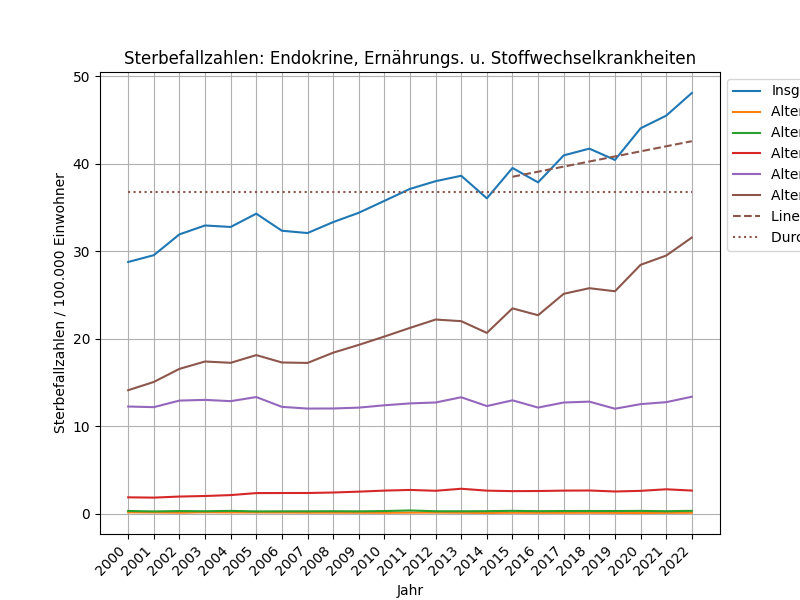 Sterbefallzahlen: Endokrine, Ernährungs. u. Stoffwechselkrankheiten
50
40
30
20
10
0
Sterbefallzahlen / 100.000 Einwohner
2000
2001
2002
2003
2004
2005
2006
2007
2008
2009
2010
2011
2012
2013
2014
2015
2016
2017
2018
2019
2020
2021
2022
Jahr
Insg
Alter
Alter
Alter
Alter
Alter
Line
Durc